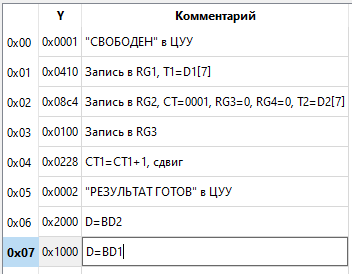 Y Комментарий
0x00 0x0001 "СВОБОДЕН" в ЦУУ
0x01 0x0410 Запись в RG1, T1=D1[7]
0x02 0x08c4 Запись в RG2, CT=0001, RG3=0, RG4=0, T2=D2[7]
0x03 0x0100 Запись в RG3
0x04 0x0228 CT1=CT1+1, сдвиг
0x05 0x0002 "РЕЗУЛЬТАТ ГОТОВ" в ЦУУ
0x06 0x2000 D=BD2
0x07 0x1000 D=BD1